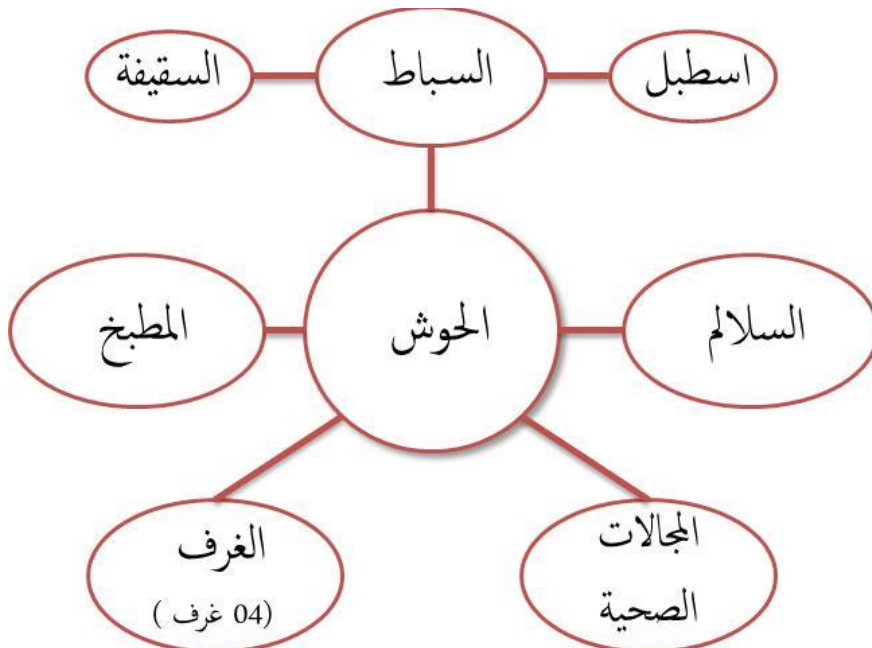 اسطبل
السباط
السقيفة
السلالم
الحوش
المطبخ
المجالات
الصحية
الغرف
(04 غرف )